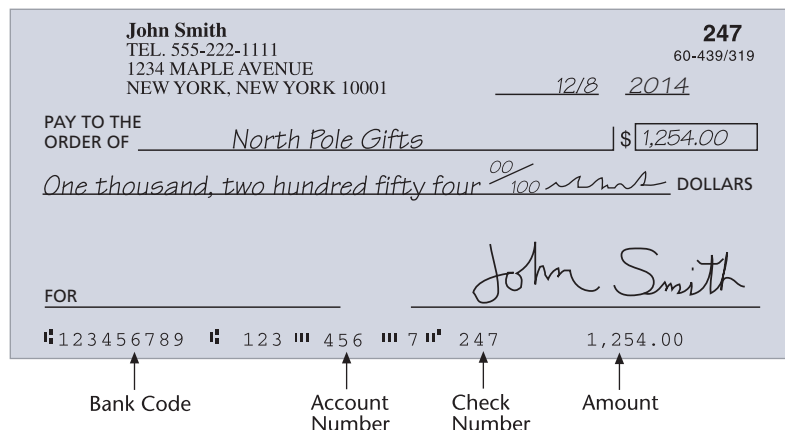 John Smith 247
TEL. 555-222-1111 60-439/319
1234 MAPLE AVENUE
NEW YORK, NEW YORK 10001 12/8 2014
PAY TO THE
ORDER OF North Pole Gifts $ 1,254.00
One thousand, two hundred fifty four 00/100 DOLLARS
John Smith
FOR
⑆123456789 ⑆ 123 ⑈ 456 ⑈ 7 ⑈ 247 1,254.00
Bank Code Account Number Check Number Amount